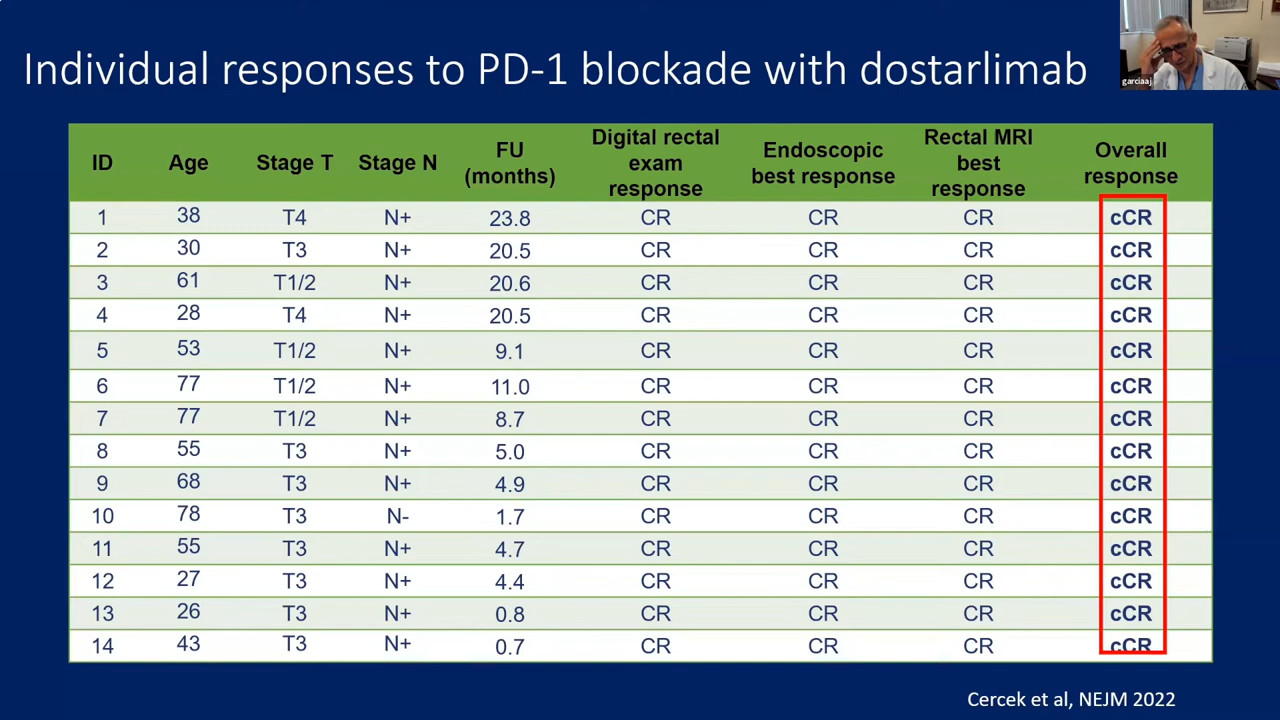 Individual responses to PD-1 blockade with dostarlimab
garciaaj
ID Age Stage T Stage N FU (months) Digital rectal exam response Endoscopic best response Rectal MRI best response Overall response
1 38 T4 N+ 23.8 CR CR CR cCR
2 30 T3 N+ 20.5 CR CR CR cCR
3 61 T1/2 N+ 20.6 CR CR CR cCR
4 28 T4 N+ 20.5 CR CR CR cCR
5 53 T1/2 N+ 9.1 CR CR CR cCR
6 77 T1/2 N+ 11.0 CR CR CR cCR
7 77 T1/2 N+ 8.7 CR CR CR cCR
8 55 T3 N+ 5.0 CR CR CR cCR
9 68 T3 N+ 4.9 CR CR CR cCR
10 78 T3 N- 1.7 CR CR CR cCR
11 55 T3 N+ 4.7 CR CR CR cCR
12 27 T3 N+ 4.4 CR CR CR cCR
13 26 T3 N+ 0.8 CR CR CR cCR
14 43 T3 N+ 0.7 CR CR CR cCR
Cercek et al, NEJM 2022